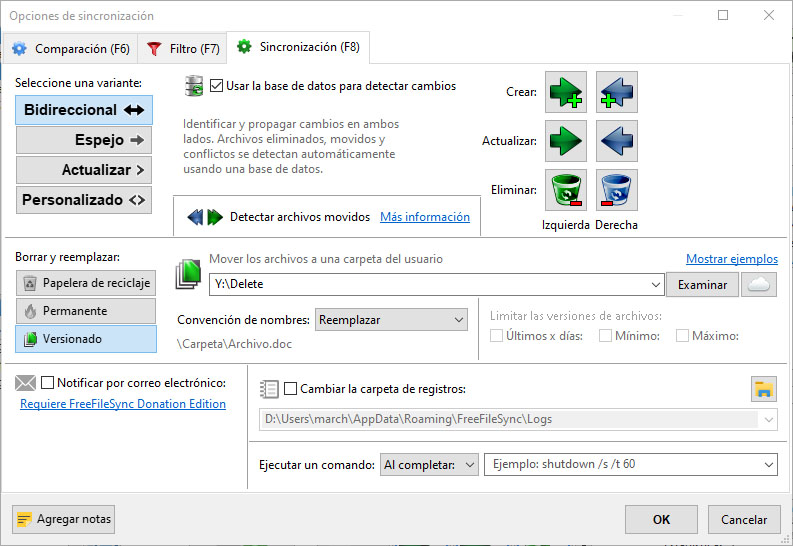 Opciones de sincronización
Comparación (F6)
Filtro (F7)
Sincronización (F8)
Seleccione una variante:
Bidireccional
Espejo
Actualizar
Personalizado
Usar la base de datos para detectar cambios
Identificar y propagar cambios en ambos
lados. Archivos eliminados, movidos y
conflictos se detectan automáticamente
usando una base de datos.
Detectar archivos movidos Más información
Crear:
Actualizar:
Eliminar:
Izquierda Derecha
Borrar y reemplazar:
Papelera de reciclaje
Permanente
Versionado
Mover los archivos a una carpeta del usuario
Mostrar ejemplos
Y:\Delete
Examinar
Convención de nombres: Reemplazar
\Carpeta\Archivo.doc
Limitar las versiones de archivos:
Últimos x días: Mínimo: Máximo:
Notificar por correo electrónico:
Requiere FreeFileSync Donation Edition
Cambiar la carpeta de registros:
D:\Users\march\AppData\Roaming\FreeFileSync\Logs
Ejecutar un comando: Al completar: Ejemplo: shutdown /s /t 60
Agregar notas
OK
Cancelar